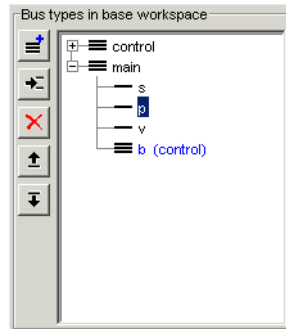 Bus types in base workspace
control
main
s
p
v
b (control)